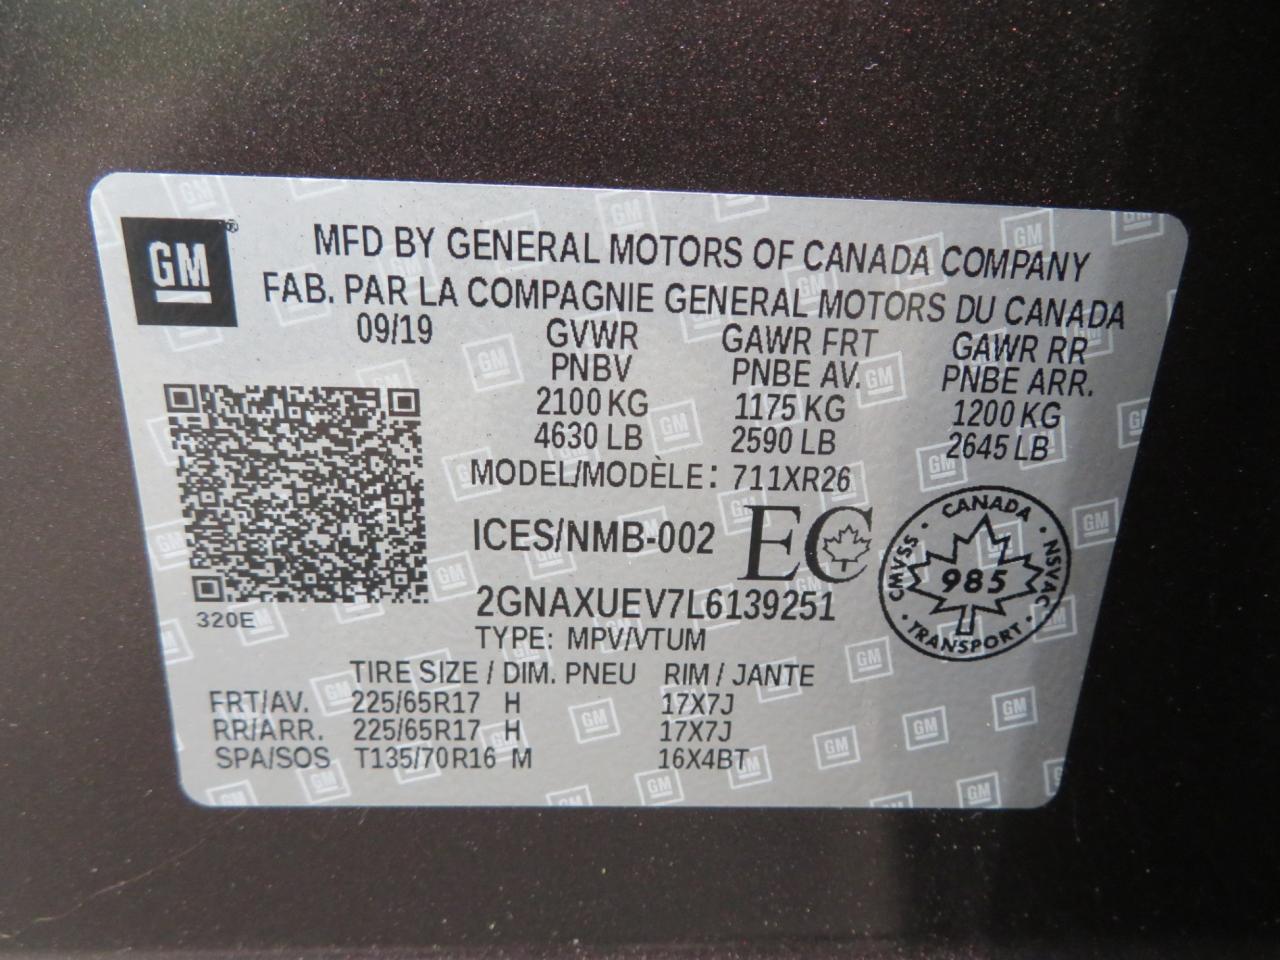 GM ®
MFD BY GENERAL MOTORS OF CANADA COMPANY
FAB. PAR LA COMPAGNIE GENERAL MOTORS DU CANADA
09/19 GVWR GAWR FRT GAWR RR
PNBV PNBE AV. PNBE ARR.
2100 KG 1175 KG 1200 KG
4630 LB 2590 LB 2645 LB
MODEL/MODÈLE: 711XR26
ICES/NMB-002 EC
CANADA
CMVSS 985 NSVAC
TRANSPORT
2GNAXUEV7L6139251
320E
TYPE: MPV/VTUM
TIRE SIZE / DIM. PNEU RIM / JANTE
FRT/AV. 225/65R17 H 17X7J
RR/ARR. 225/65R17 H 17X7J
SPA/SOS T135/70R16 M 16X4BT